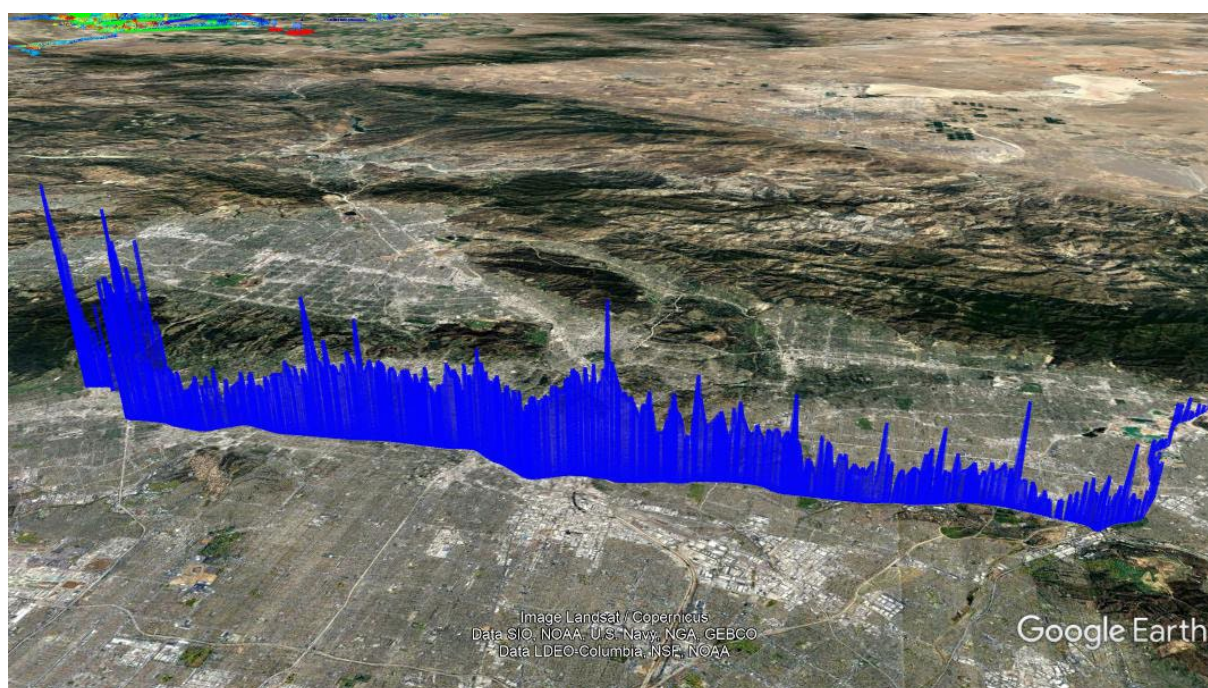 Image Landsat / Copernicus
Data SIO, NOAA, U.S. Navy, NGA, GEBCO
Data LDEO-Columbia, NSF, NOAA
Google Earth